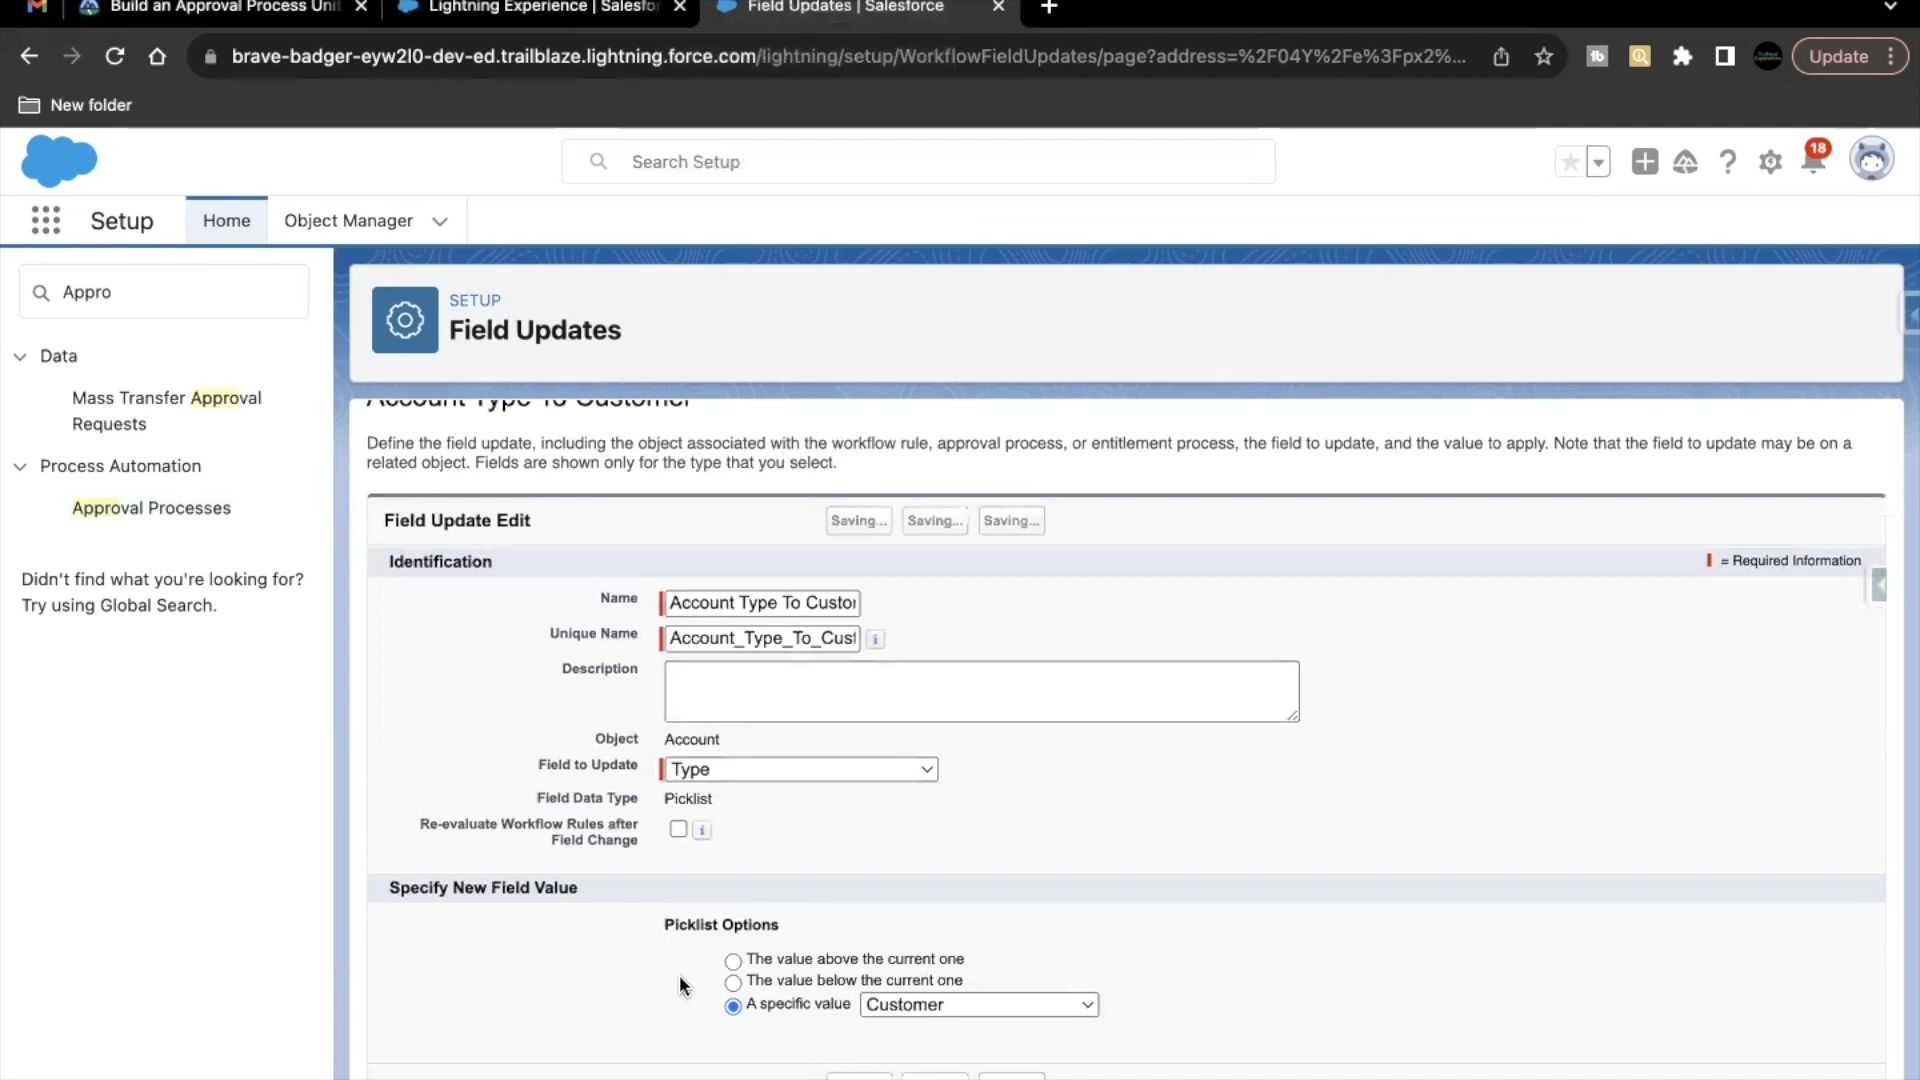 Build an Approval Process Unit
Lightning Experience | Salesfor
Field Updates | Salesforce
brave-badger-eyw2l0-dev-ed.trailblaze.lightning.force.com/lightning/setup/WorkflowFieldUpdates/page?address=%2F04Y%2Fe%3Fpx2%...
Update
New folder
Search Setup
18
Setup
Home
Object Manager
Appro
Data
Mass Transfer Approval
Requests
Process Automation
Approval Processes
Didn't find what you're looking for?
Try using Global Search.
SETUP
Field Updates
Account Type To Customer
Define the field update, including the object associated with the workflow rule, approval process, or entitlement process, the field to update, and the value to apply. Note that the field to update may be on a
related object. Fields are shown only for the type that you select.
Field Update Edit
Saving... Saving... Saving...
Identification
= Required Information
Name Account Type To Custor
Unique Name Account_Type_To_Cust
Description
Object Account
Field to Update Type
Field Data Type Picklist
Re-evaluate Workflow Rules after
Field Change
Specify New Field Value
Picklist Options
The value above the current one
The value below the current one
A specific value Customer